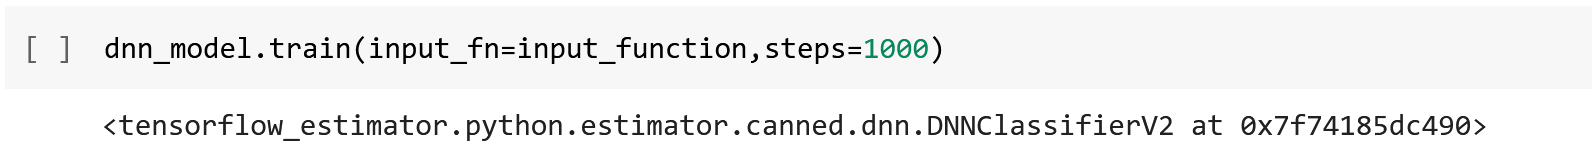 [ ] dnn_model.train(input_fn=input_function,steps=1000)
<tensorflow_estimator.python.estimator.canned.dnn.DNNClassifierV2 at 0x7f74185dc490>